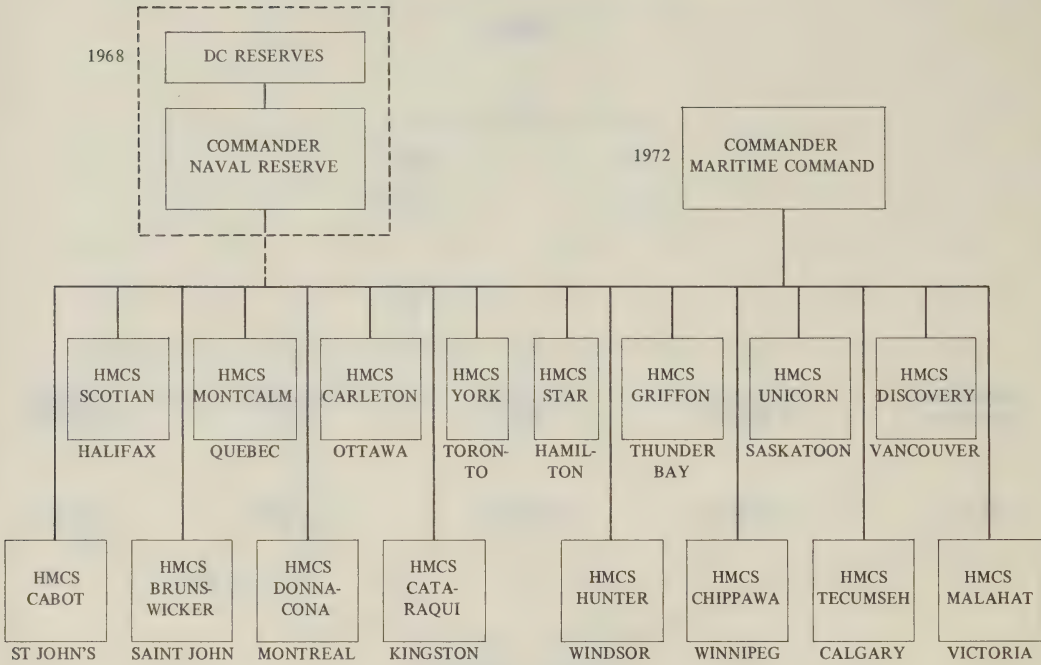 1968
DC RESERVES
COMMANDER
NAVAL RESERVE
1972
COMMANDER
MARITIME COMMAND
HMCS
SCOTIAN
HALIFAX
HMCS
MONTCALM
QUEBEC
HMCS
CARLETON
OTTAWA
HMCS
YORK
TORON-
TO
HMCS
STAR
HAMIL-
TON
HMCS
GRIFFON
THUNDER
BAY
HMCS
UNICORN
SASKATOON
HMCS
DISCOVERY
VANCOUVER
HMCS
CABOT
ST JOHN'S
HMCS
BRUNS-
WICKER
SAINT JOHN
HMCS
DONNA-
CONA
MONTREAL
HMCS
CATA-
RAQUI
KINGSTON
HMCS
HUNTER
WINDSOR
HMCS
CHIPPAWA
WINNIPEG
HMCS
TECUMSEH
CALGARY
HMCS
MALAHAT
VICTORIA